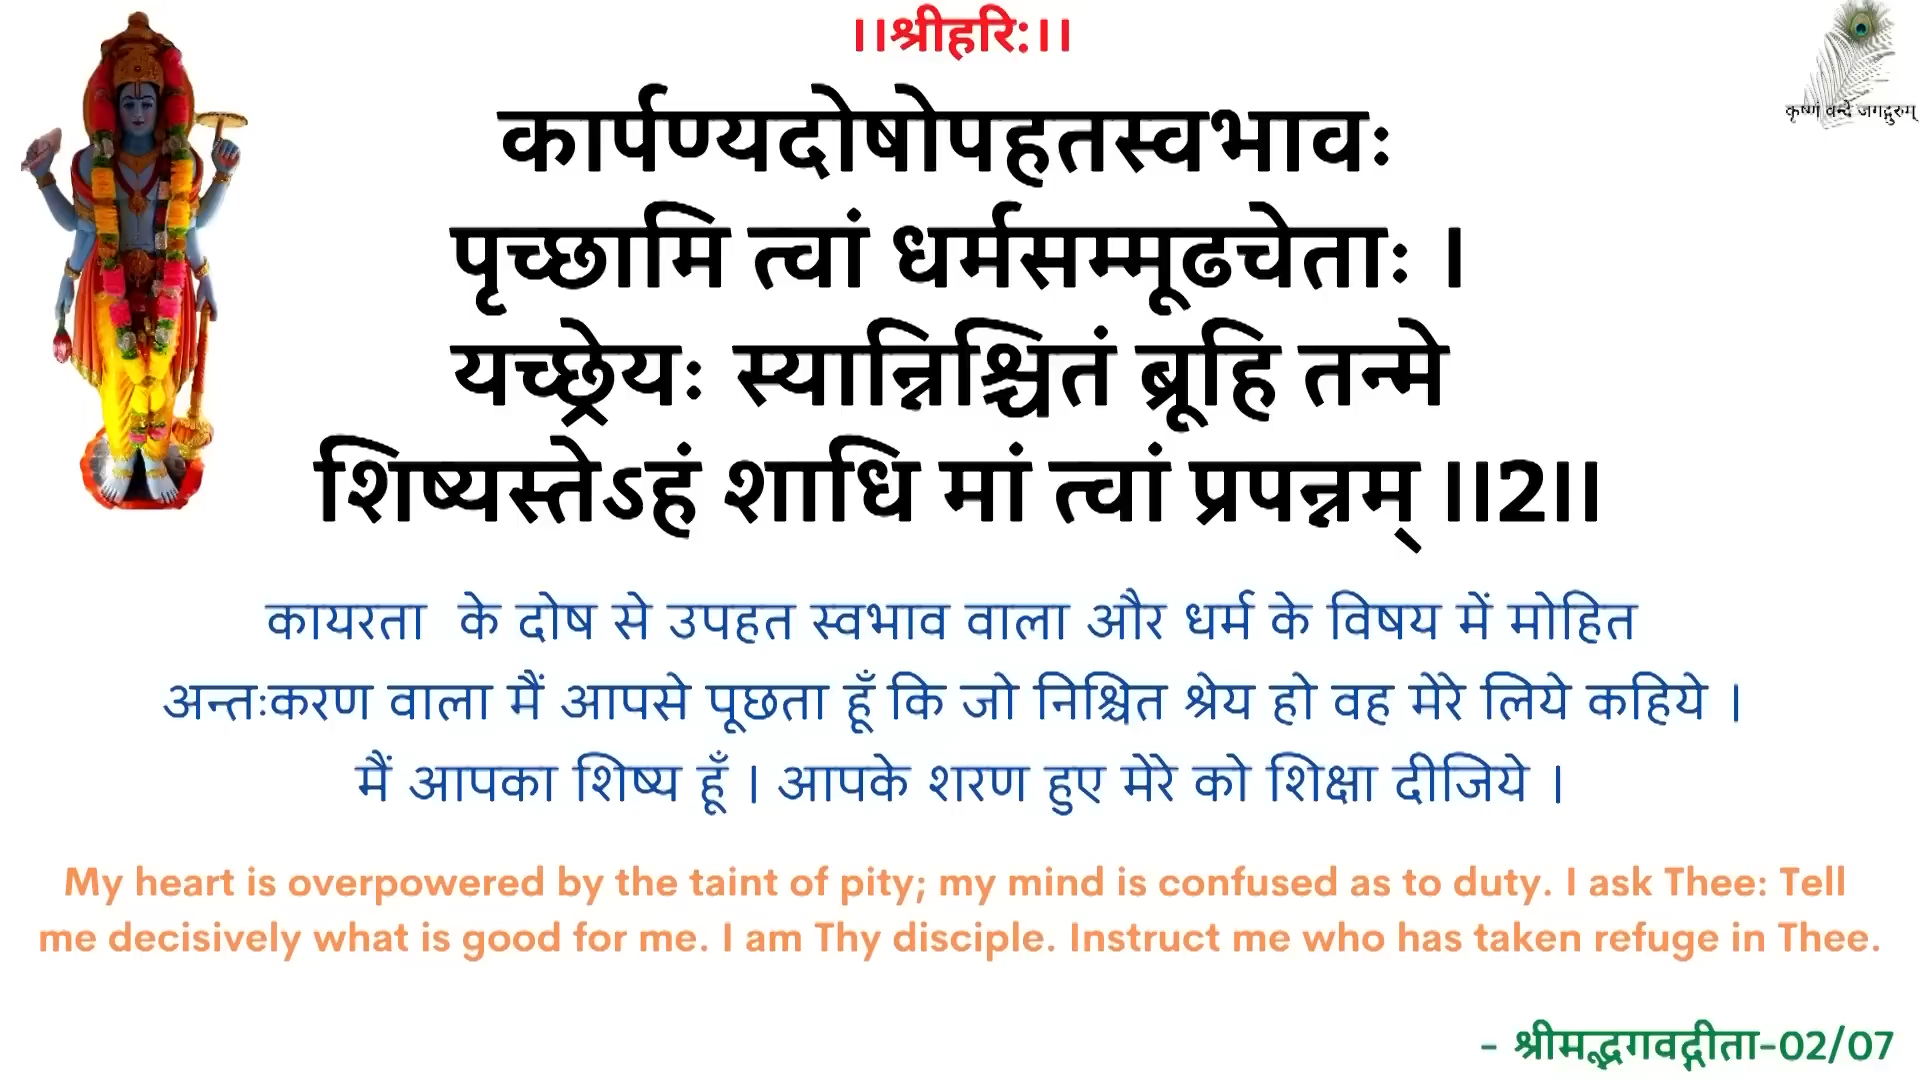 ।।श्रीहरि:।।
कृष्णं वन्दे जगद्गुरुम्
कार्पण्यदोषोपहतस्वभावः
पृच्छामि त्वां धर्मसम्मूढचेताः ।
यच्छ्रेयः स्यान्निश्चितं ब्रूहि तन्मे
शिष्यस्तेऽहं शाधि मां त्वां प्रपन्नम् ।।2।।
कायरता के दोष से उपहत स्वभाव वाला और धर्म के विषय में मोहित
अन्तःकरण वाला मैं आपसे पूछता हूँ कि जो निश्चित श्रेय हो वह मेरे लिये कहिये ।
मैं आपका शिष्य हूँ । आपके शरण हुए मेरे को शिक्षा दीजिये ।
My heart is overpowered by the taint of pity; my mind is confused as to duty. I ask Thee: Tell
me decisively what is good for me. I am Thy disciple. Instruct me who has taken refuge in Thee.
- श्रीमद्भगवद्गीता-02/07